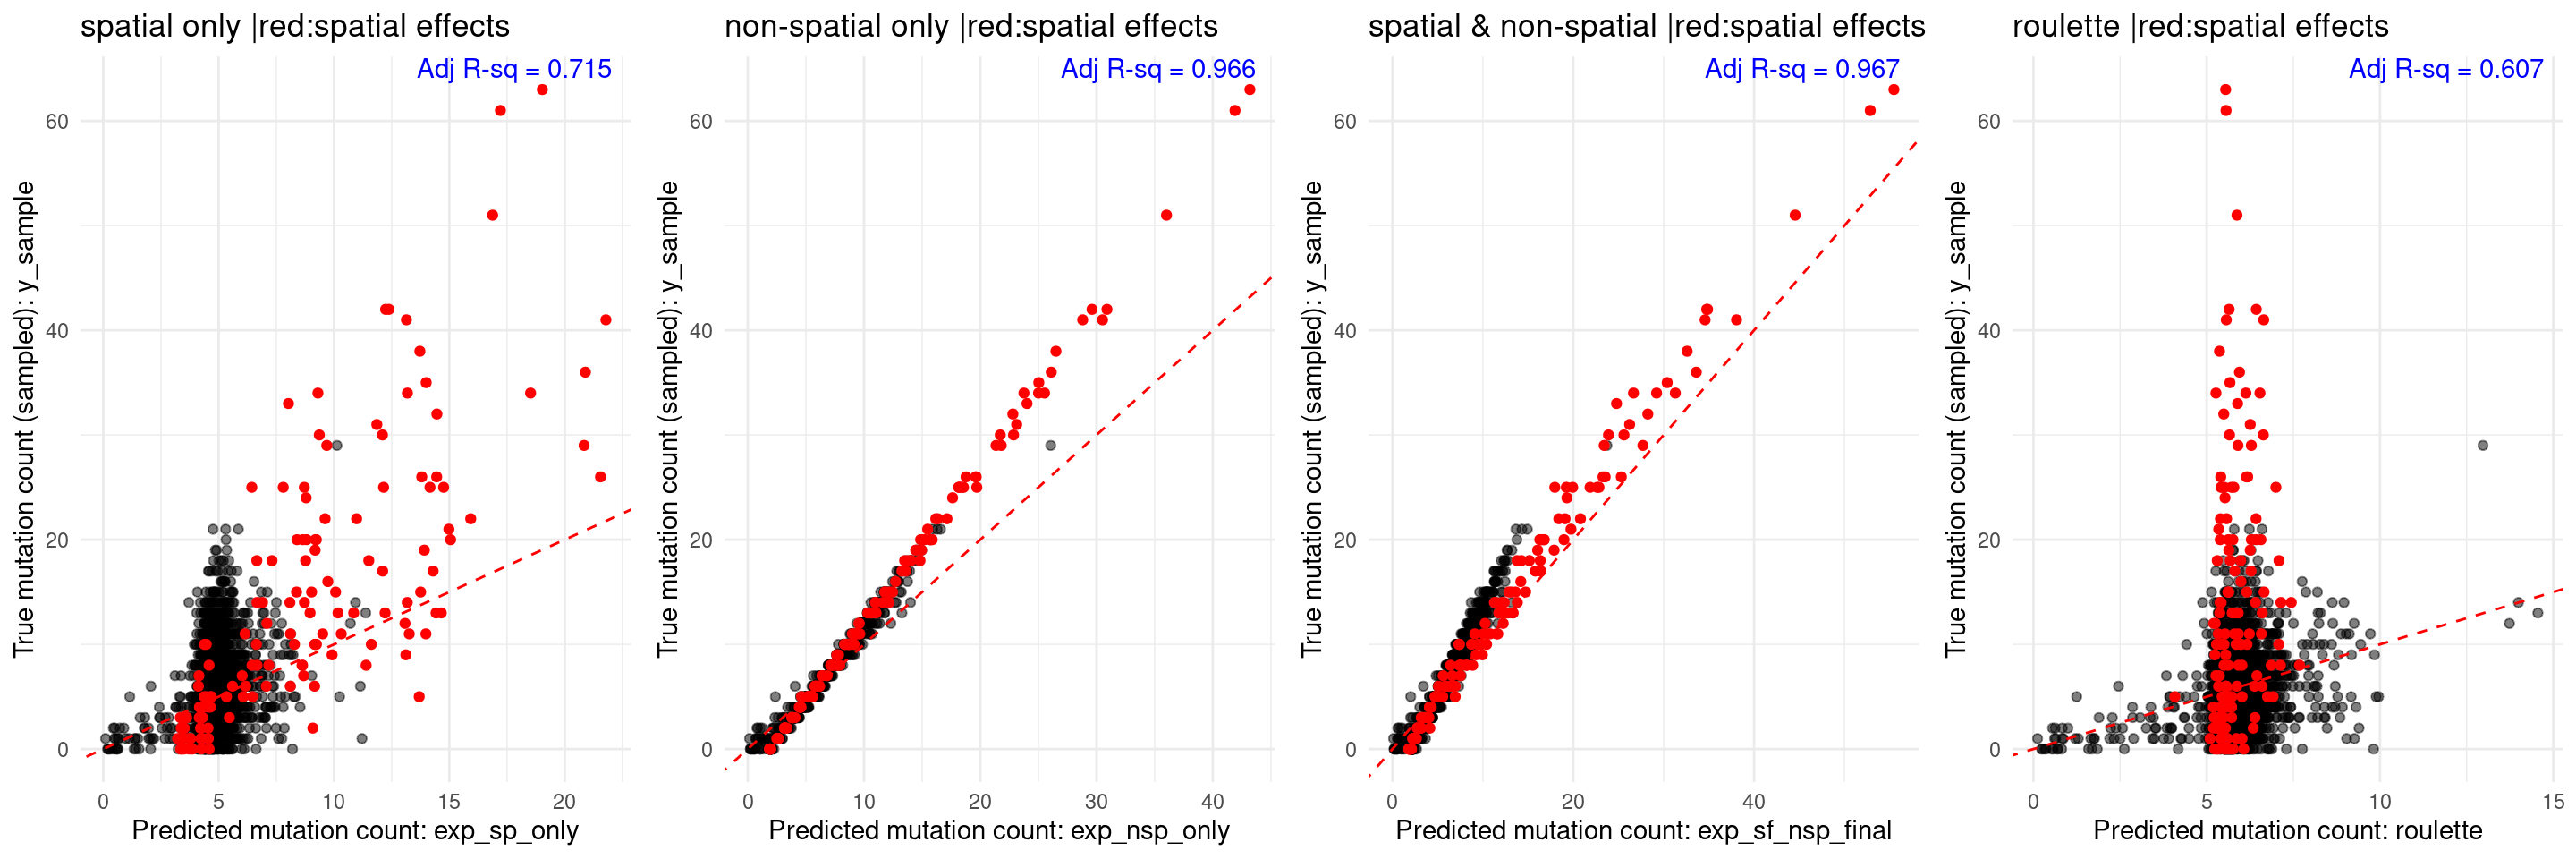 spatial only |red:spatial effects
Adj R-sq = 0.715
True mutation count (sampled): y_sample
60
40
20
0
0 5 10 15 20
Predicted mutation count: exp_sp_only
non-spatial only |red:spatial effects
Adj R-sq = 0.966
True mutation count (sampled): y_sample
60
40
20
0
0 10 20 30 40
Predicted mutation count: exp_nsp_only
spatial & non-spatial |red:spatial effects
Adj R-sq = 0.967
True mutation count (sampled): y_sample
60
40
20
0
0 20 40
Predicted mutation count: exp_sf_nsp_final
roulette |red:spatial effects
Adj R-sq = 0.607
True mutation count (sampled): y_sample
60
40
20
0
0 5 10 15
Predicted mutation count: roulette